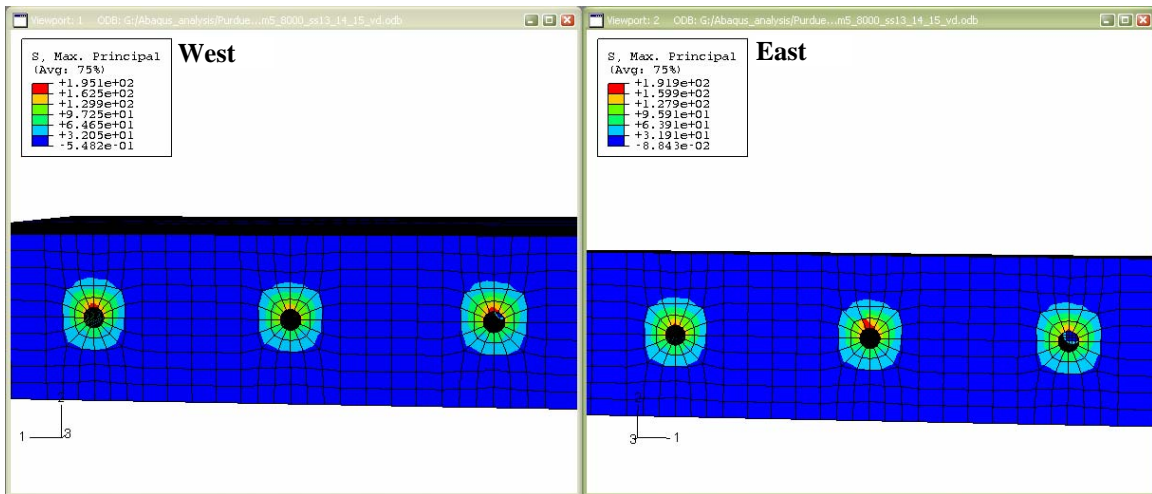 Viewport: 1 ODB: G:/Abaqus_analysis/Purdue...m5_8000_ss13_14_15_vd.odb
S, Max. Principal
(Avg: 75%)
+1.951e+02
+1.625e+02
+1.299e+02
+9.725e+01
+6.465e+01
+3.205e+01
-5.482e-01
West
2
1
3
Viewport: 2 ODB: G:/Abaqus_analysis/Purdue...m5_8000_ss13_14_15_vd.odb
S, Max. Principal
(Avg: 75%)
+1.919e+02
+1.599e+02
+1.279e+02
+9.591e+01
+6.391e+01
+3.191e+01
-8.843e-02
East
2
3
1